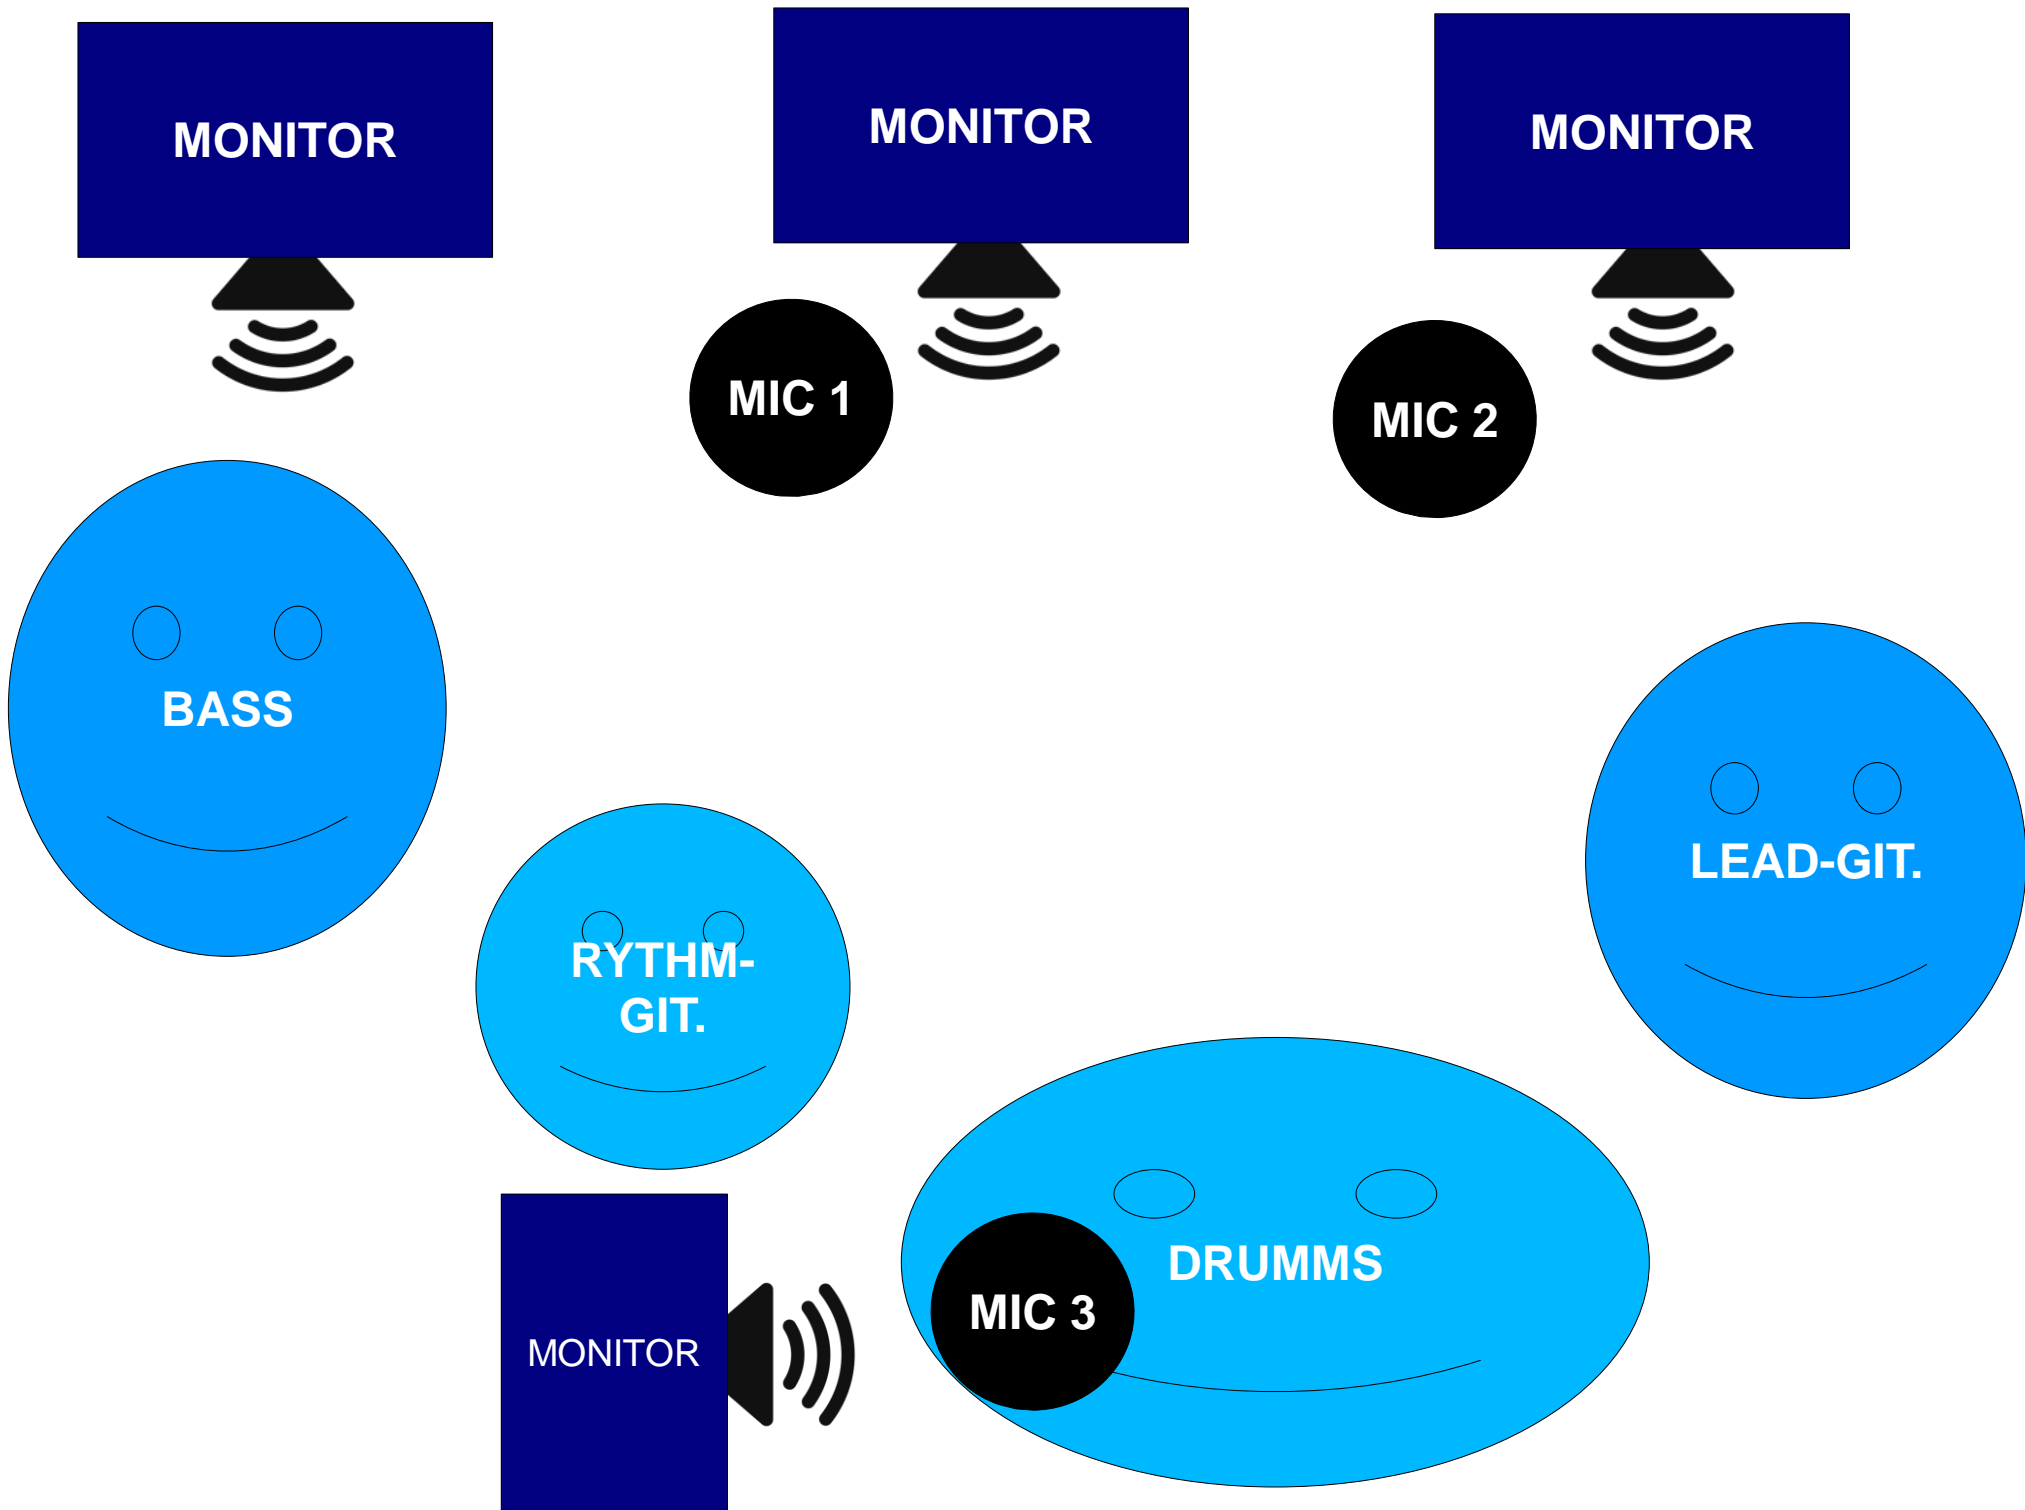 MONITOR
MONITOR
MONITOR
MIC 1
MIC 2
BASS
LEAD-GIT.
RYTHM-
GIT.
DRUMMS
MIC 3
MONITOR